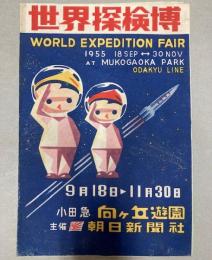 世界探検博
WORLD EXPEDITION FAIR
1955 18 SEP ↔ 30 NOV
AT MUKOGAOKA PARK
ODAKYU LINE
9月18日▶11月30日
小田急 向ヶ丘遊園
主催 朝日新聞社